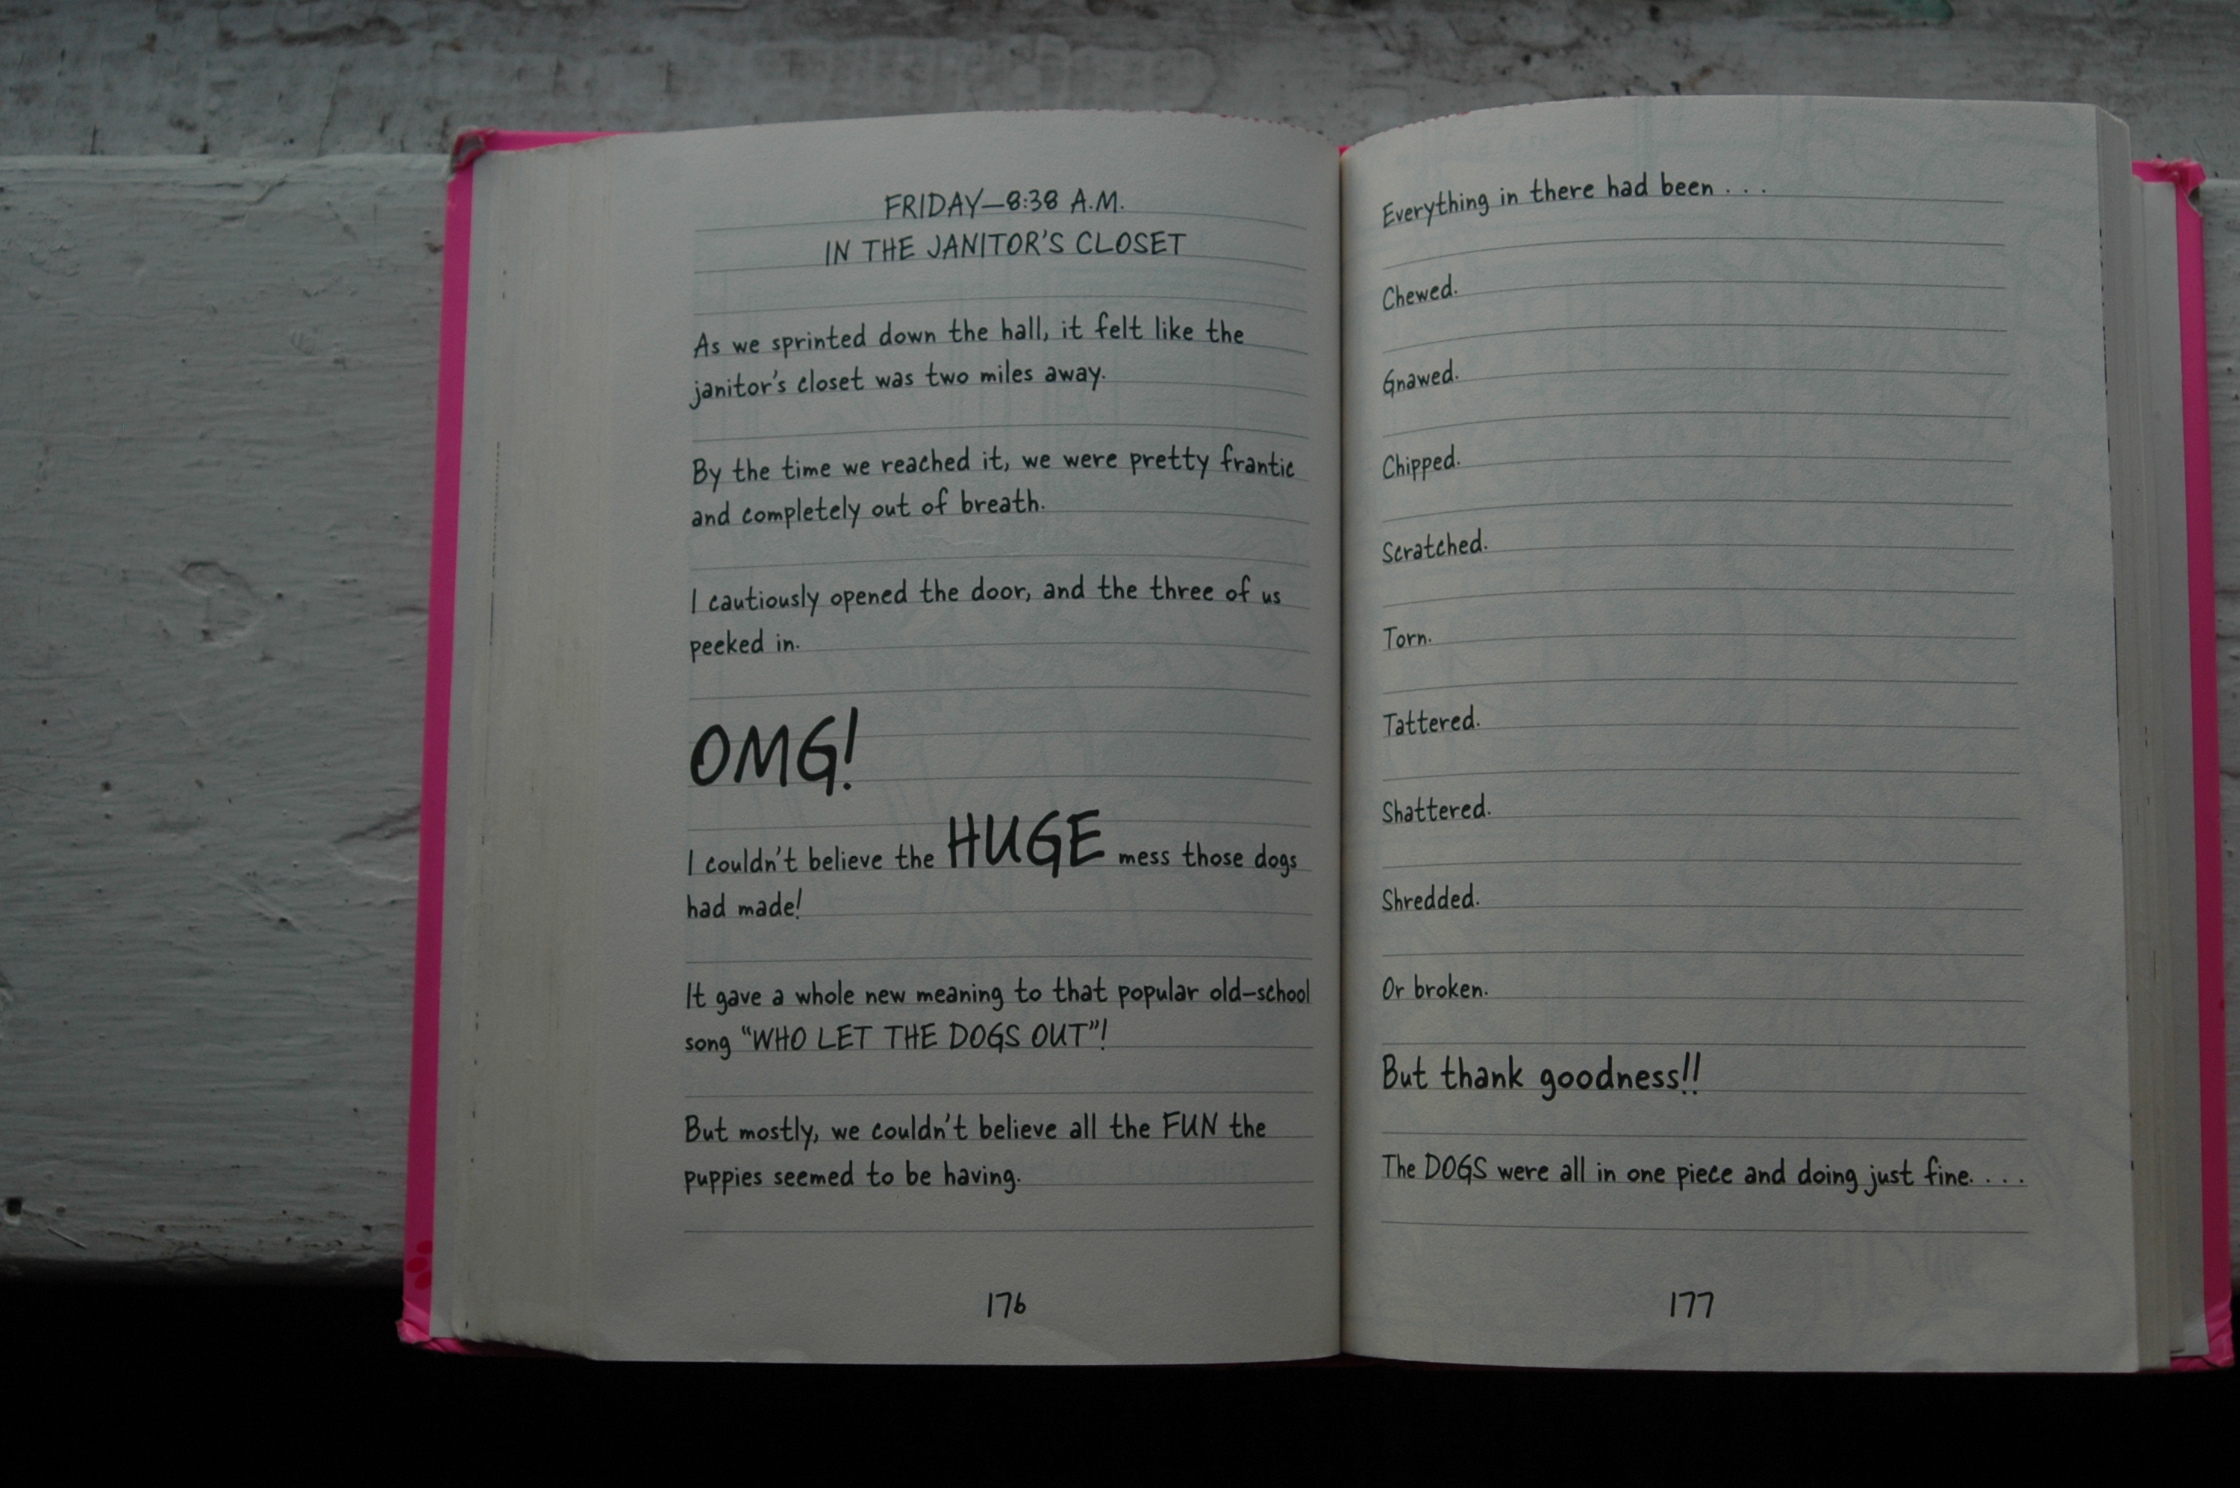 FRIDAY—8:38 A.M.
IN THE JANITOR'S CLOSET
As we sprinted down the hall, it felt like the
janitor's closet was two miles away.
By the time we reached it, we were pretty frantic
and completely out of breath.
I cautiously opened the door, and the three of us
peeked in.
OMG!
I couldn't believe the HUGE mess those dogs
had made!
It gave a whole new meaning to that popular old-school
song “WHO LET THE DOGS OUT”!
But mostly, we couldn't believe all the FUN the
puppies seemed to be having.
176
Everything in there had been . . .
Chewed.
Gnawed.
Chipped.
Scratched.
Torn.
Tattered.
Shattered.
Shredded.
Or broken.
But thank goodness!!
The DOGS were all in one piece and doing just fine. . . .
177